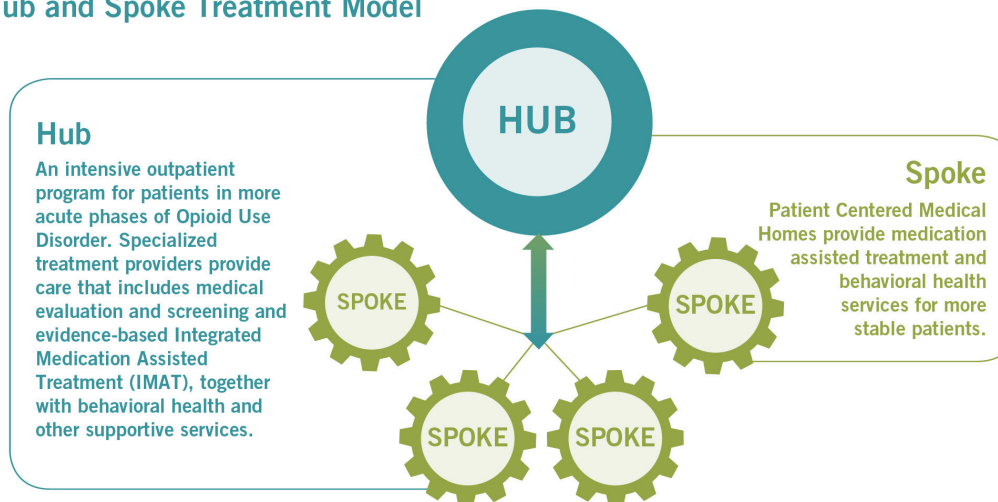 ub and Spoke Treatment Model
HUB
Hub
An intensive outpatient
program for patients in more
acute phases of Opioid Use
Disorder. Specialized
treatment providers provide
care that includes medical
evaluation and screening and
evidence-based Integrated
Medication Assisted
Treatment (IMAT), together
with behavioral health and
other supportive services.
Spoke
Patient Centered Medical
Homes provide medication
assisted treatment and
behavioral health
services for more
stable patients.
SPOKE
SPOKE
SPOKE
SPOKE